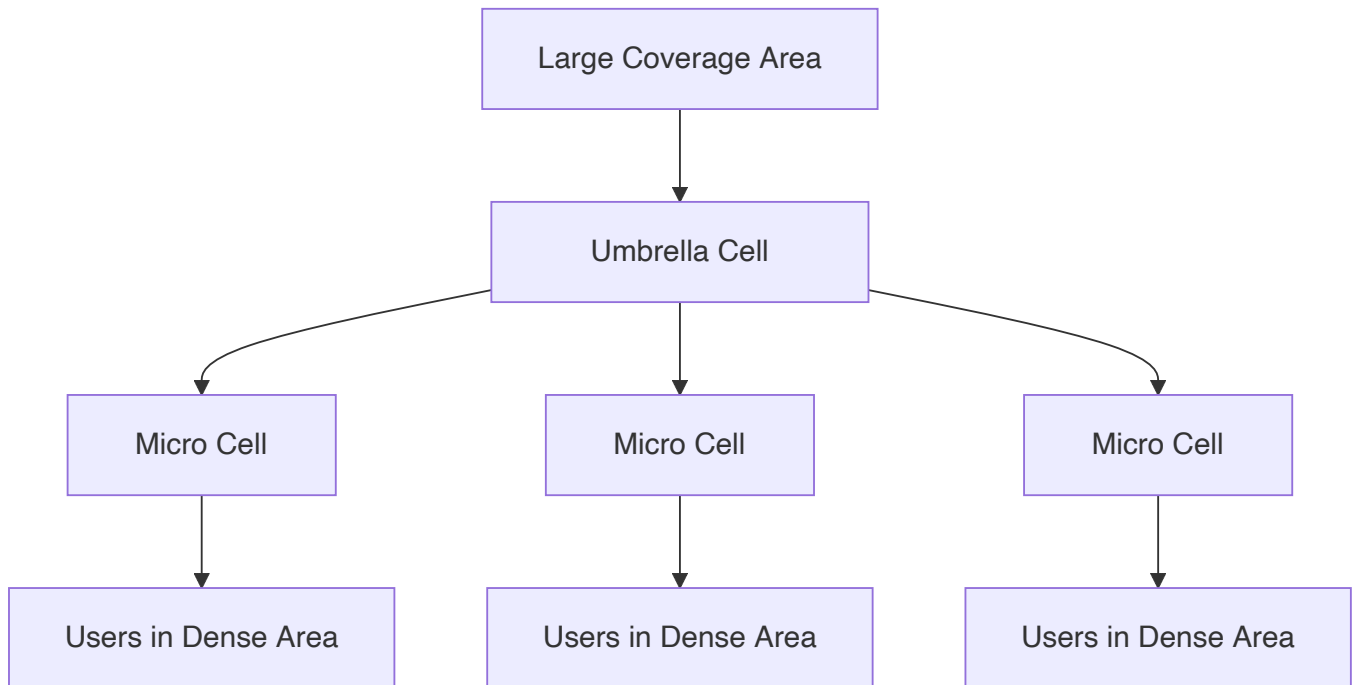 Large Coverage Area
Umbrella Cell
Micro Cell
Micro Cell
Micro Cell
Users in Dense Area
Users in Dense Area
Users in Dense Area